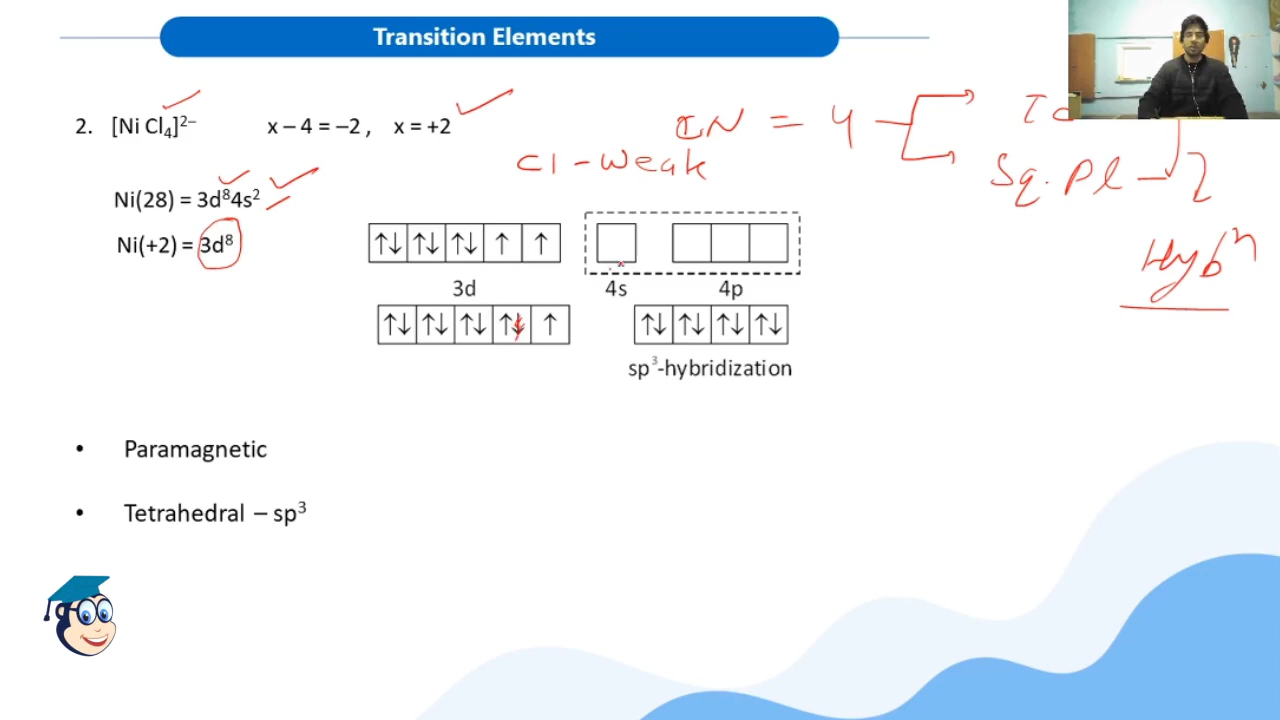 Transition Elements
2. [Ni Cl₄]²⁻ x – 4 = –2 , x = +2
CN = 4
Cl - Weak
Sq. Pl
Ni(28) = 3d⁸4s²
Ni(+2) = 3d⁸
Hybⁿ
↑↓ ↑↓ ↑↓ ↑ ↑
3d 4s 4p
↑↓ ↑↓ ↑↓ ↑↓ ↑ ↑↓ ↑↓ ↑↓ ↑↓
sp³-hybridization
• Paramagnetic
• Tetrahedral – sp³